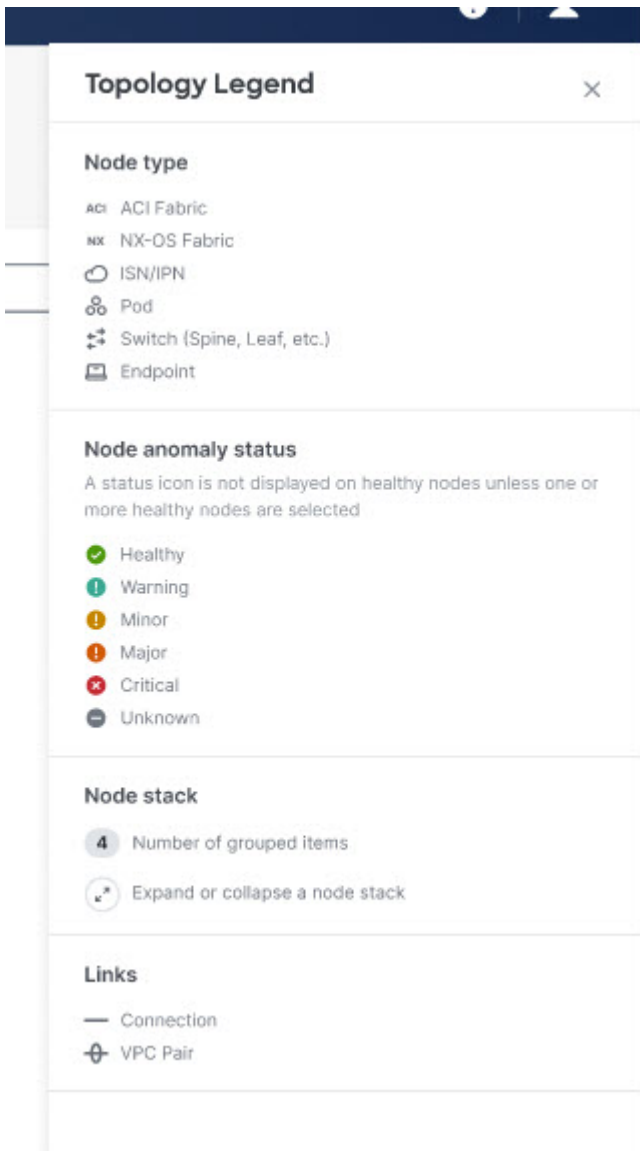 Topology Legend
Node type
ACI ACI Fabric
NX NX-OS Fabric
ISN/IPN
Pod
Switch (Spine, Leaf, etc.)
Endpoint
Node anomaly status
A status icon is not displayed on healthy nodes unless one or
more healthy nodes are selected
Healthy
Warning
Minor
Major
Critical
Unknown
Node stack
4 Number of grouped items
Expand or collapse a node stack
Links
Connection
VPC Pair